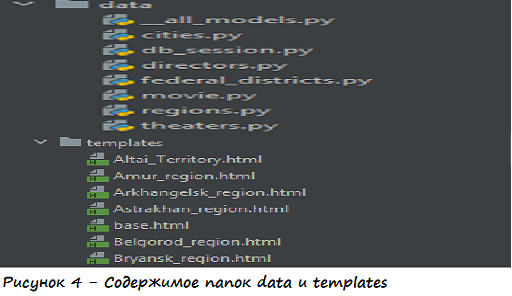 data
__all_models.py
cities.py
db_session.py
directors.py
federal_districts.py
movie.py
regions.py
theaters.py
templates
Altai_Territory.html
Amur_region.html
Arkhangelsk_region.html
Astrakhan_region.html
base.html
Belgorod_region.html
Bryansk_region.html
Рисунок 4 – Содержимое папок data и templates